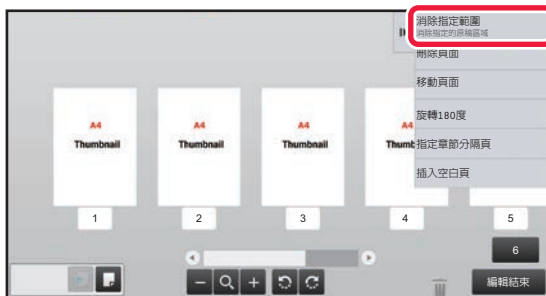 消除指定範圍
消除指定的原稿區域
刪除頁面
移動頁面
旋轉180度
指定章節分隔頁
插入空白頁
A4
Thumbnail
A4
Thumbnail
A4
Thumbnail
A4
Thumb
1
2
3
4
5
6
編輯結束